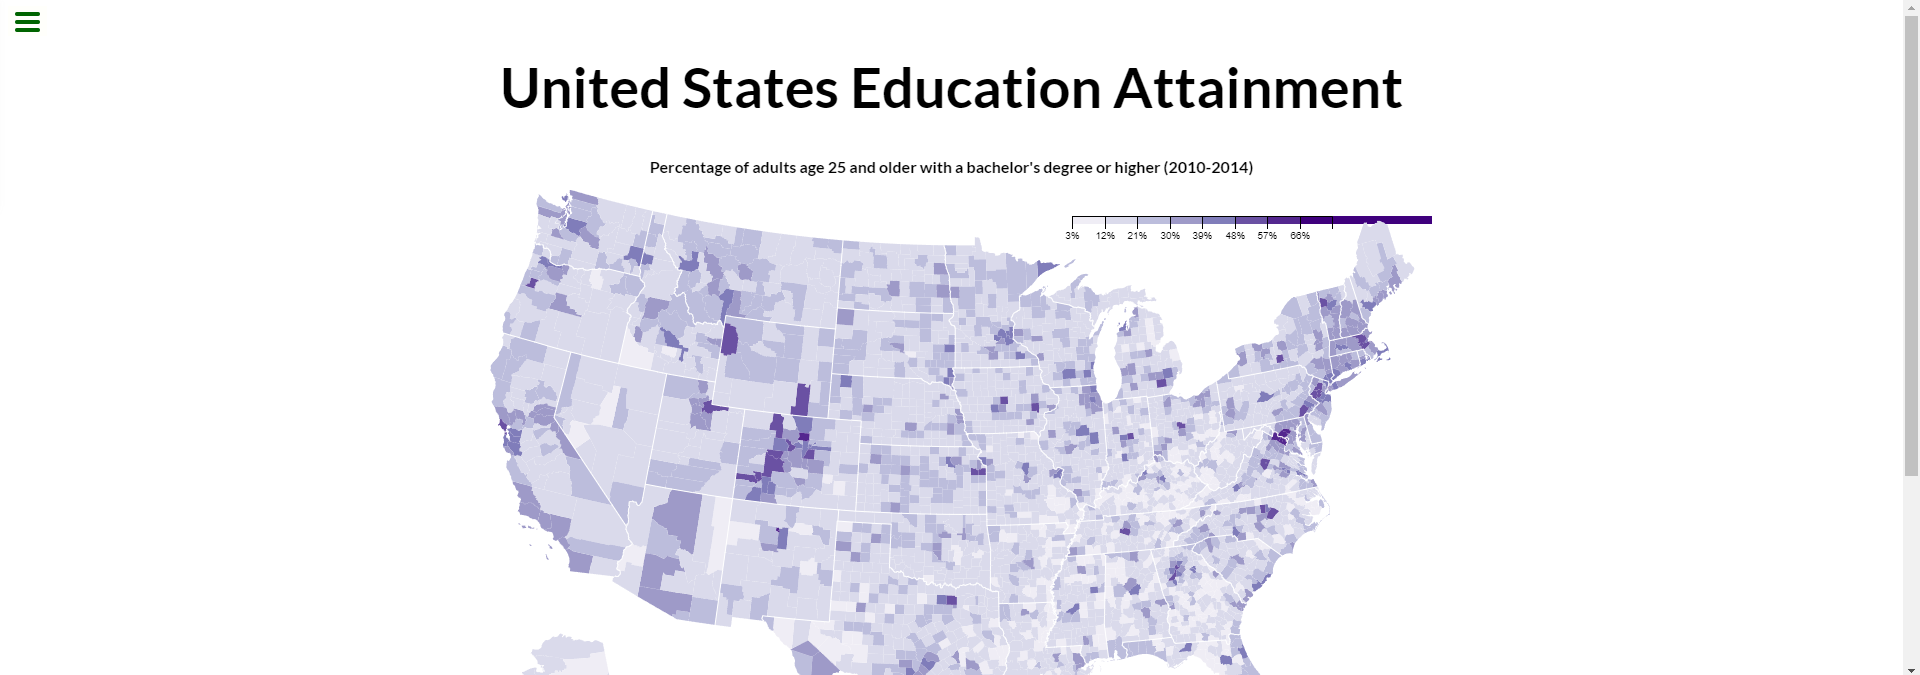 United States Education Attainment
Percentage of adults age 25 and older with a bachelor's degree or higher (2010-2014)
3% 12% 21% 30% 39% 48% 57% 66%